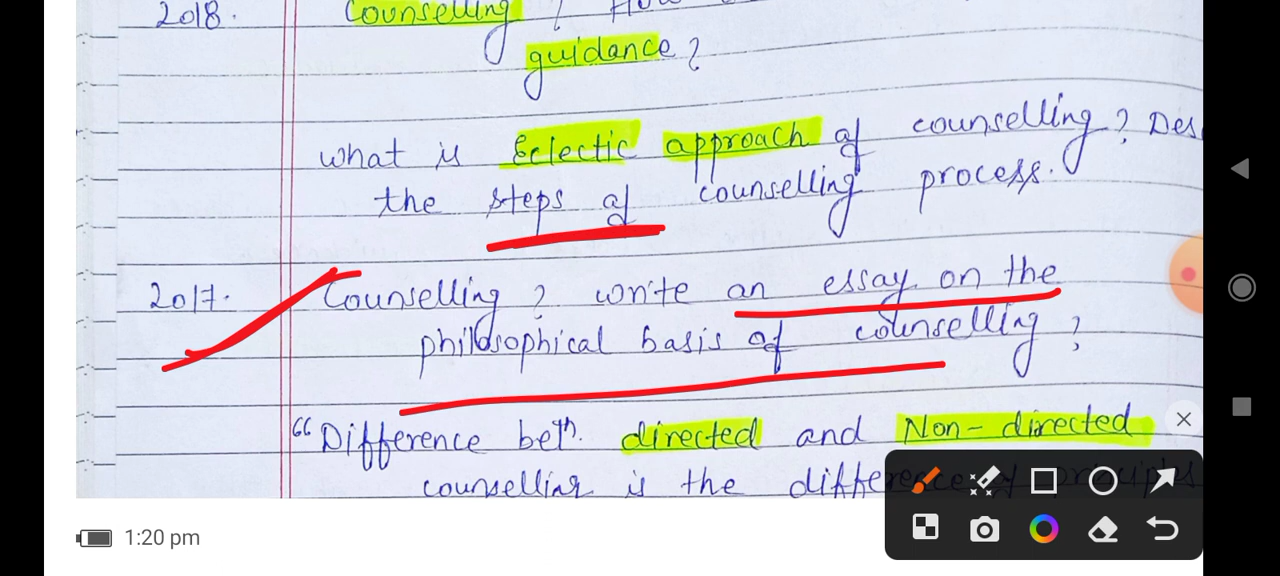 2018. Counselling ?
guidance?
what is Eclectic approach of counselling? Des
the steps of counselling process.
2017. Counselling ? write an essay on the
philosophical basis of counselling ?
"Difference betn. directed and Non-directed
counselling is the
1:20 pm